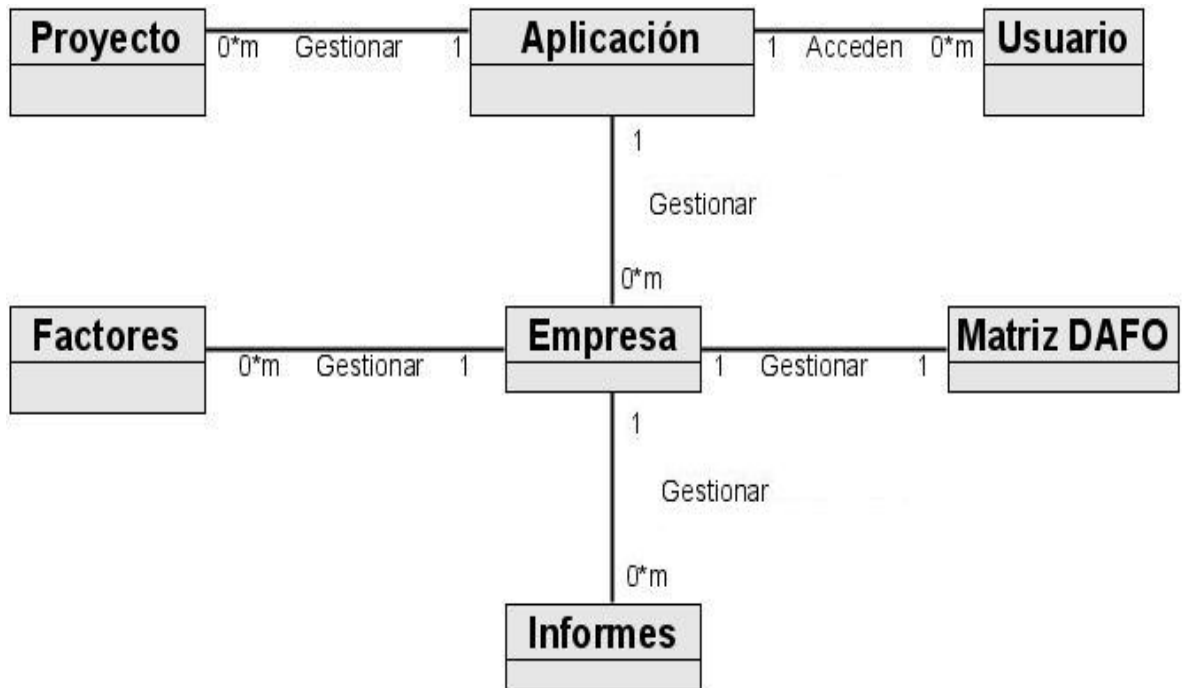 Proyecto
0*m Gestionar 1
Aplicación
1 Acceden 0*m
Usuario
1
Gestionar
0*m
Factores
0*m Gestionar 1
Empresa
1 Gestionar 1
Matriz DAFO
1
Gestionar
0*m
Informes